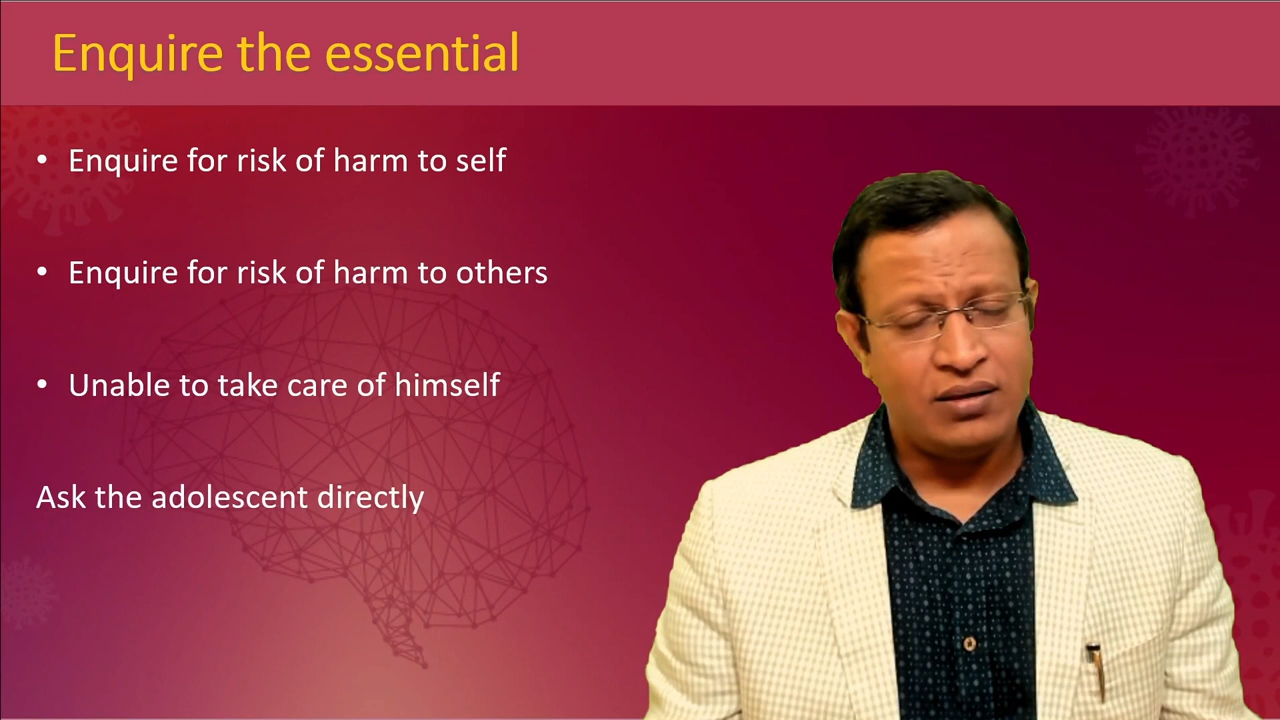 Enquire the essential
• Enquire for risk of harm to self
• Enquire for risk of harm to others
• Unable to take care of himself
Ask the adolescent directly